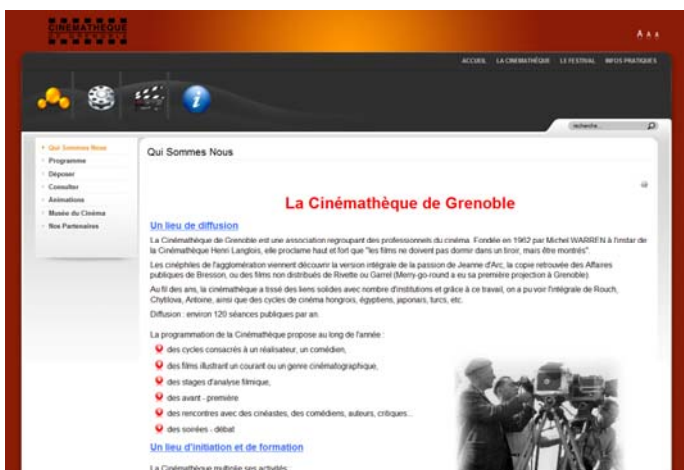 CINÉMATHÈQUE
DE GRENOBLE
A A A
ACCUEIL LA CINÉMATHÈQUE LE FESTIVAL INFOS PRATIQUES
recherche...
Qui Sommes Nous
Programme
Déposer
Consulter
Animations
Musée du Cinéma
Nos Partenaires
Qui Sommes Nous
La Cinémathèque de Grenoble
Un lieu de diffusion
La Cinémathèque de Grenoble est une association regroupant des professionnels du cinéma. Fondée en 1962 par Michel WARREN à l'instar de
la Cinémathèque Henri Langlois, elle proclame haut et fort que "les films ne doivent pas dormir dans un tiroir, mais être montrés".
Les cinéphiles de l'agglomération viennent découvrir la version intégrale de la passion de Jeanne d'Arc, la copie retrouvée des Affaires
publiques de Bresson, ou des films non distribués de Rivette ou Garrel (Merry-go-round a eu sa première projection à Grenoble).
Au fil des ans, la cinémathèque a tissé des liens solides avec nombre d'institutions et grâce à ce travail, on a pu voir l'intégrale de Rouch,
Chytilova, Antoine, ainsi que des cycles de cinéma hongrois, égyptiens, japonais, turcs, etc.
Diffusion : environ 120 séances publiques par an.
La programmation de la Cinémathèque propose au long de l'année :
des cycles consacrés à un réalisateur, un comédien,
des films illustrant un courant ou un genre cinématographique,
des stages d'analyse filmique,
des avant - première
des rencontres avec des cinéastes, des comédiens, auteurs, critiques...
des soirées - débat
Un lieu d'initiation et de formation
La Cinémathèque multiplie ses activités :